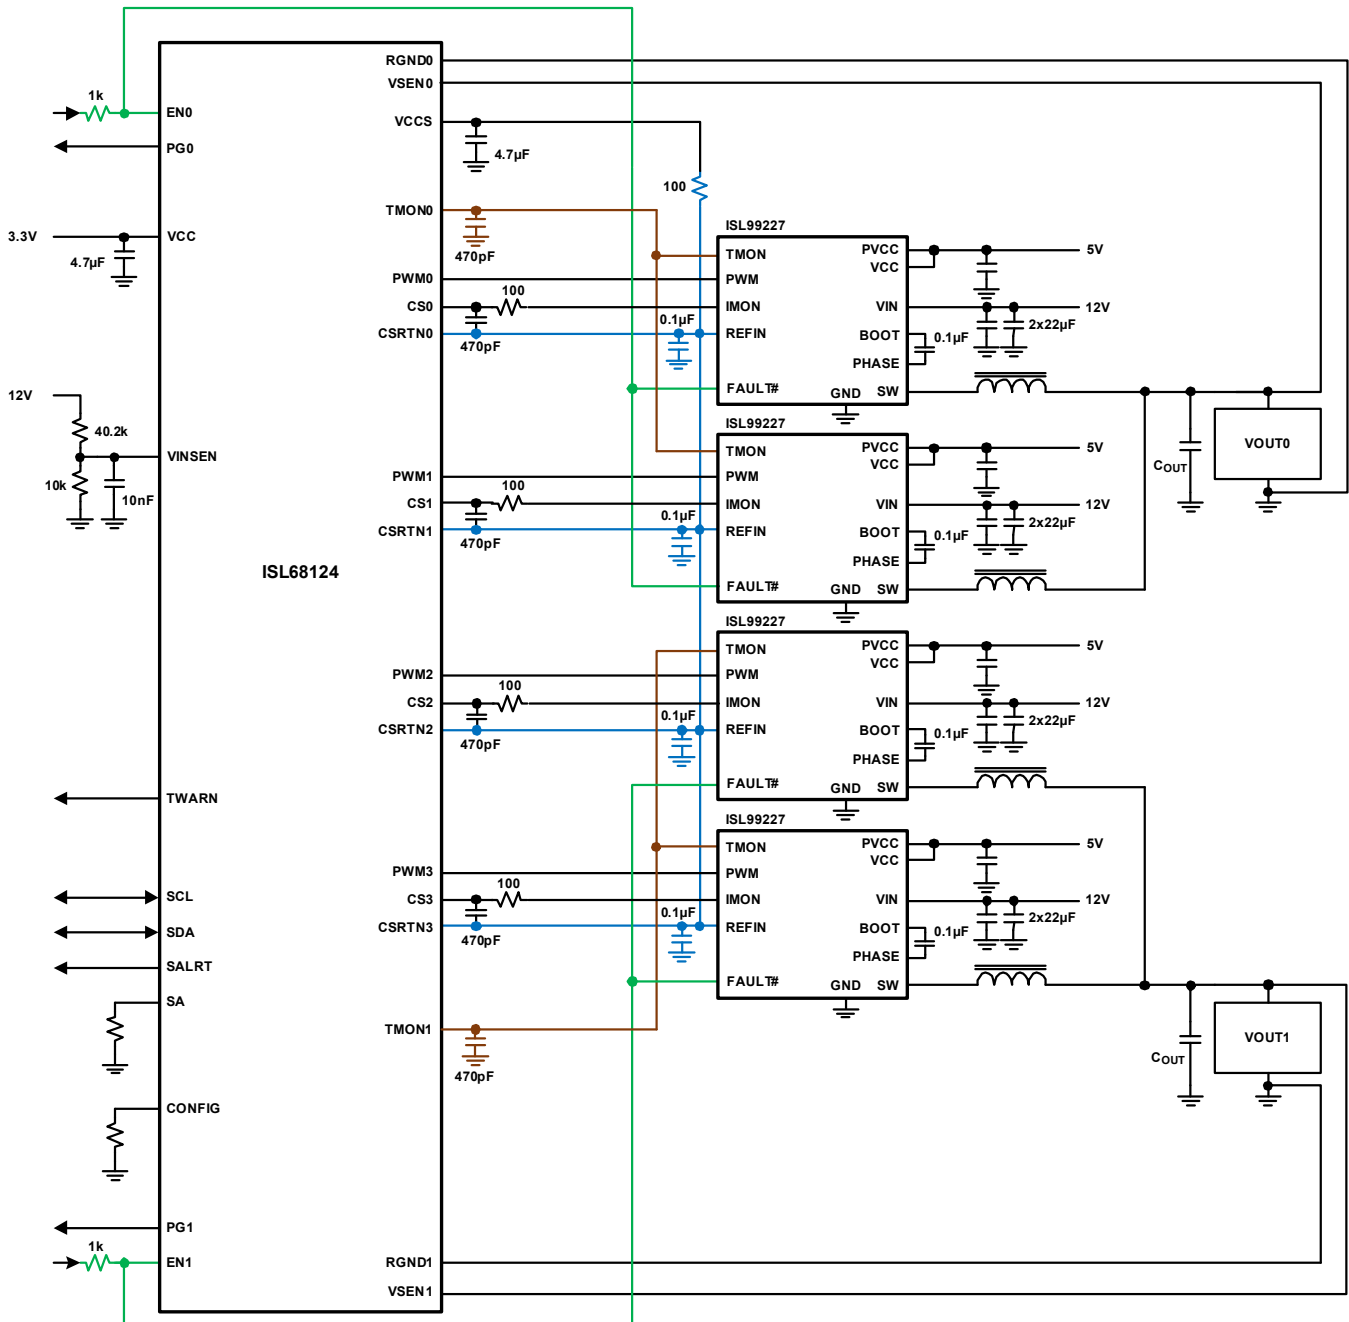 RGND0
VSEN0
1k
EN0
VCCS
PG0
4.7µF
100
TMON0
470pF
3.3V
VCC
4.7µF
ISL99227
TMON
PVCC
VCC
5V
PWM0
PWM
CS0
100
IMON
VIN
12V
2x22µF
CSRTN0
470pF
0.1µF
REFIN
BOOT
0.1µF
PHASE
FAULT#
GND
SW
12V
40.2k
VINSEN
10k
10nF
ISL99227
TMON
PVCC
VCC
5V
VOUT0
COUT
PWM1
PWM
CS1
100
IMON
VIN
12V
2x22µF
CSRTN1
470pF
0.1µF
REFIN
BOOT
0.1µF
PHASE
ISL68124
FAULT#
GND
SW
ISL99227
TMON
PVCC
VCC
5V
PWM2
PWM
CS2
100
IMON
VIN
12V
2x22µF
CSRTN2
470pF
0.1µF
REFIN
BOOT
0.1µF
PHASE
FAULT#
GND
SW
TWARN
ISL99227
TMON
PVCC
VCC
5V
PWM3
PWM
SCL
CS3
100
IMON
VIN
12V
2x22µF
SDA
CSRTN3
470pF
0.1µF
REFIN
BOOT
0.1µF
PHASE
SALRT
FAULT#
GND
SW
SA
TMON1
470pF
VOUT1
COUT
CONFIG
PG1
1k
EN1
RGND1
VSEN1